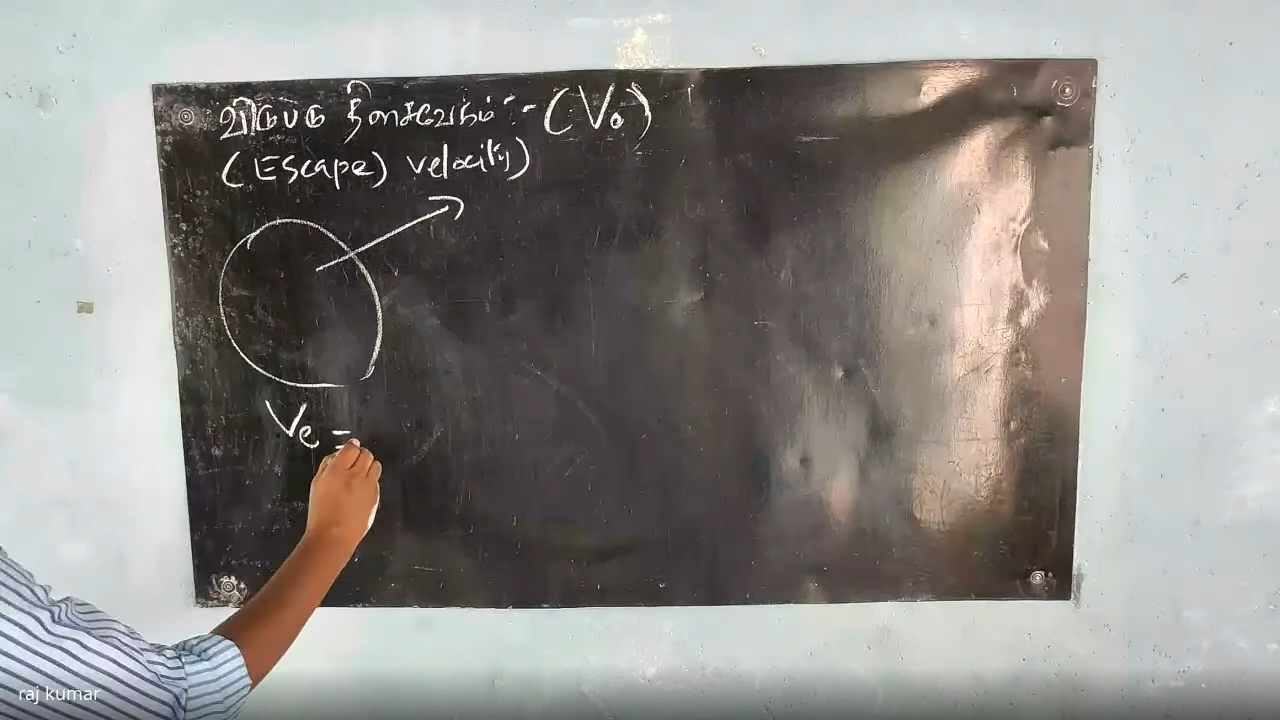 விடுபடு திசைவேகம் :- (Vₒ)
(Escape) velocity)
Ve =
raj kumar